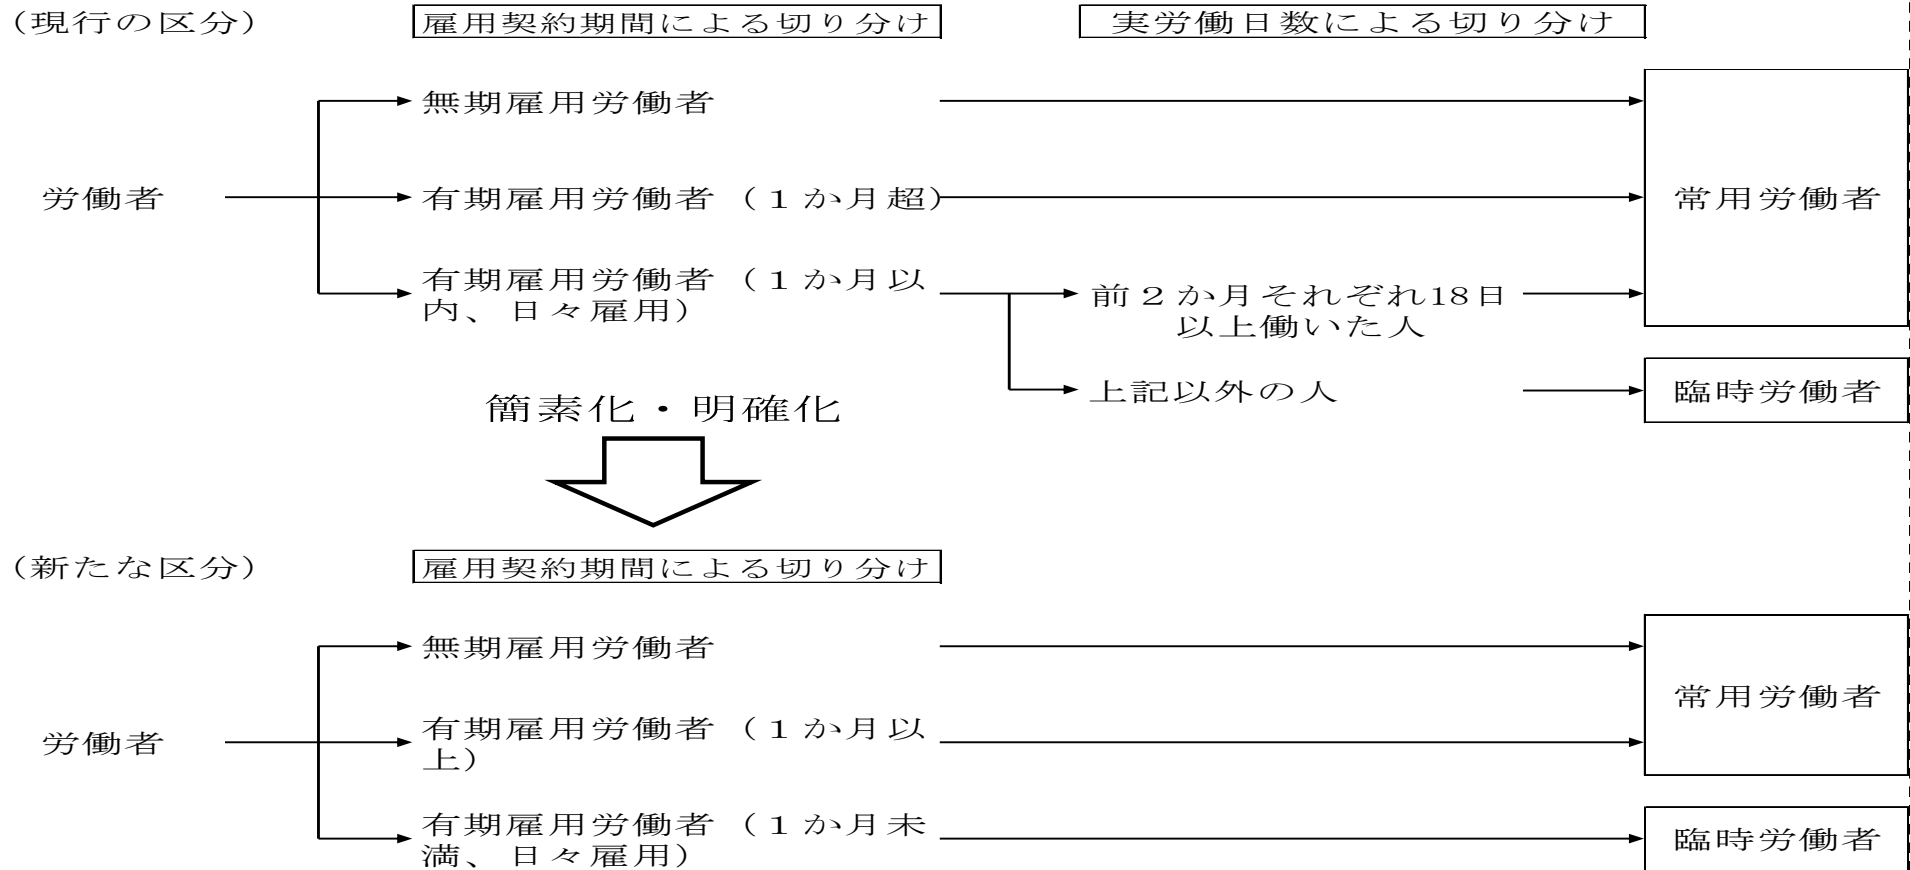 （現行の区分） 雇用契約期間による切り分け 実労働日数による切り分け
無期雇用労働者
労働者 有期雇用労働者（１か月超） 常用労働者
有期雇用労働者（１か月以
内、日々雇用）
前２か月それぞれ18日
以上働いた人
上記以外の人 臨時労働者
簡素化・明確化
（新たな区分） 雇用契約期間による切り分け
無期雇用労働者
常用労働者
労働者 有期雇用労働者（１か月以
上）
有期雇用労働者（１か月未
満、日々雇用）
臨時労働者